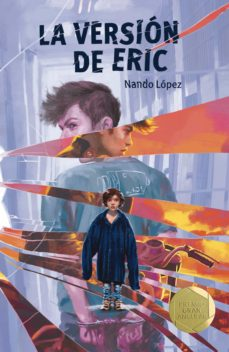 LA VERSIÓN
DE ERIC
Nando López
PREMIO
GRAN
ANGULAR